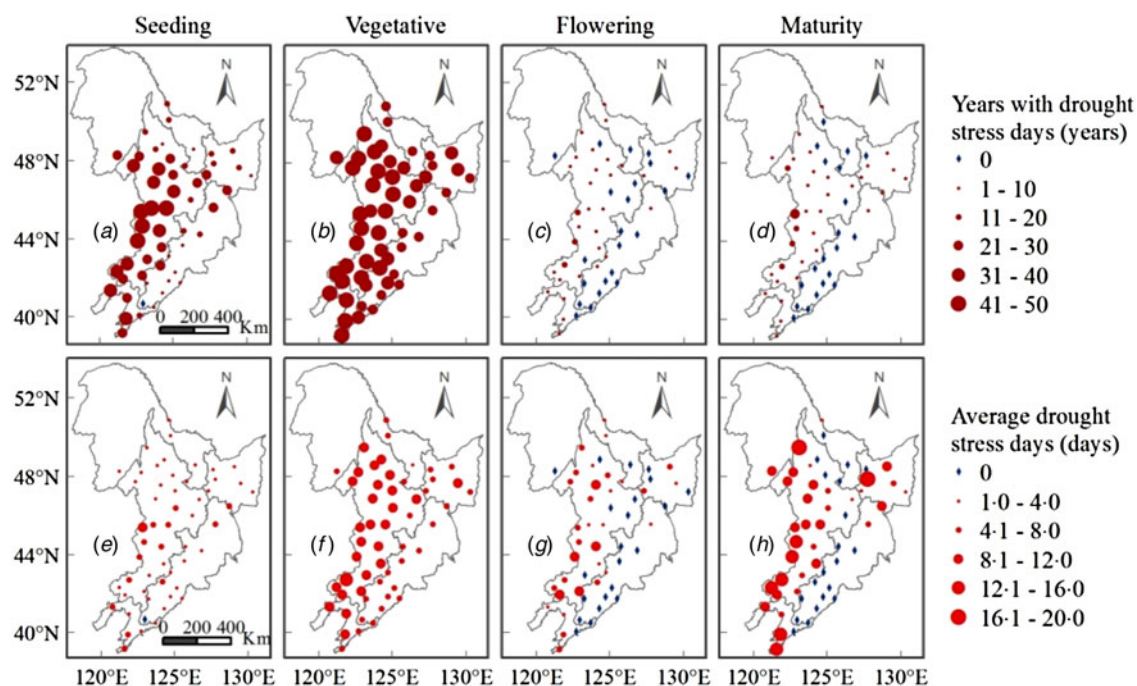 Seeding Vegetative Flowering Maturity
N N N N
52°N
48°N
44°N
40°N
(a) (b) (c) (d)
0 200 400
Km
Years with drought
stress days (years)
0
1 - 10
11 - 20
21 - 30
31 - 40
41 - 50
N N N N
52°N
48°N
44°N
40°N
(e) (f) (g) (h)
0 200 400
Km
120°E 125°E 130°E 120°E 125°E 130°E 120°E 125°E 130°E 120°E 125°E 130°E
Average drought
stress days (days)
0
1·0 - 4·0
4·1 - 8·0
8·1 - 12·0
12·1 - 16·0
16·1 - 20·0